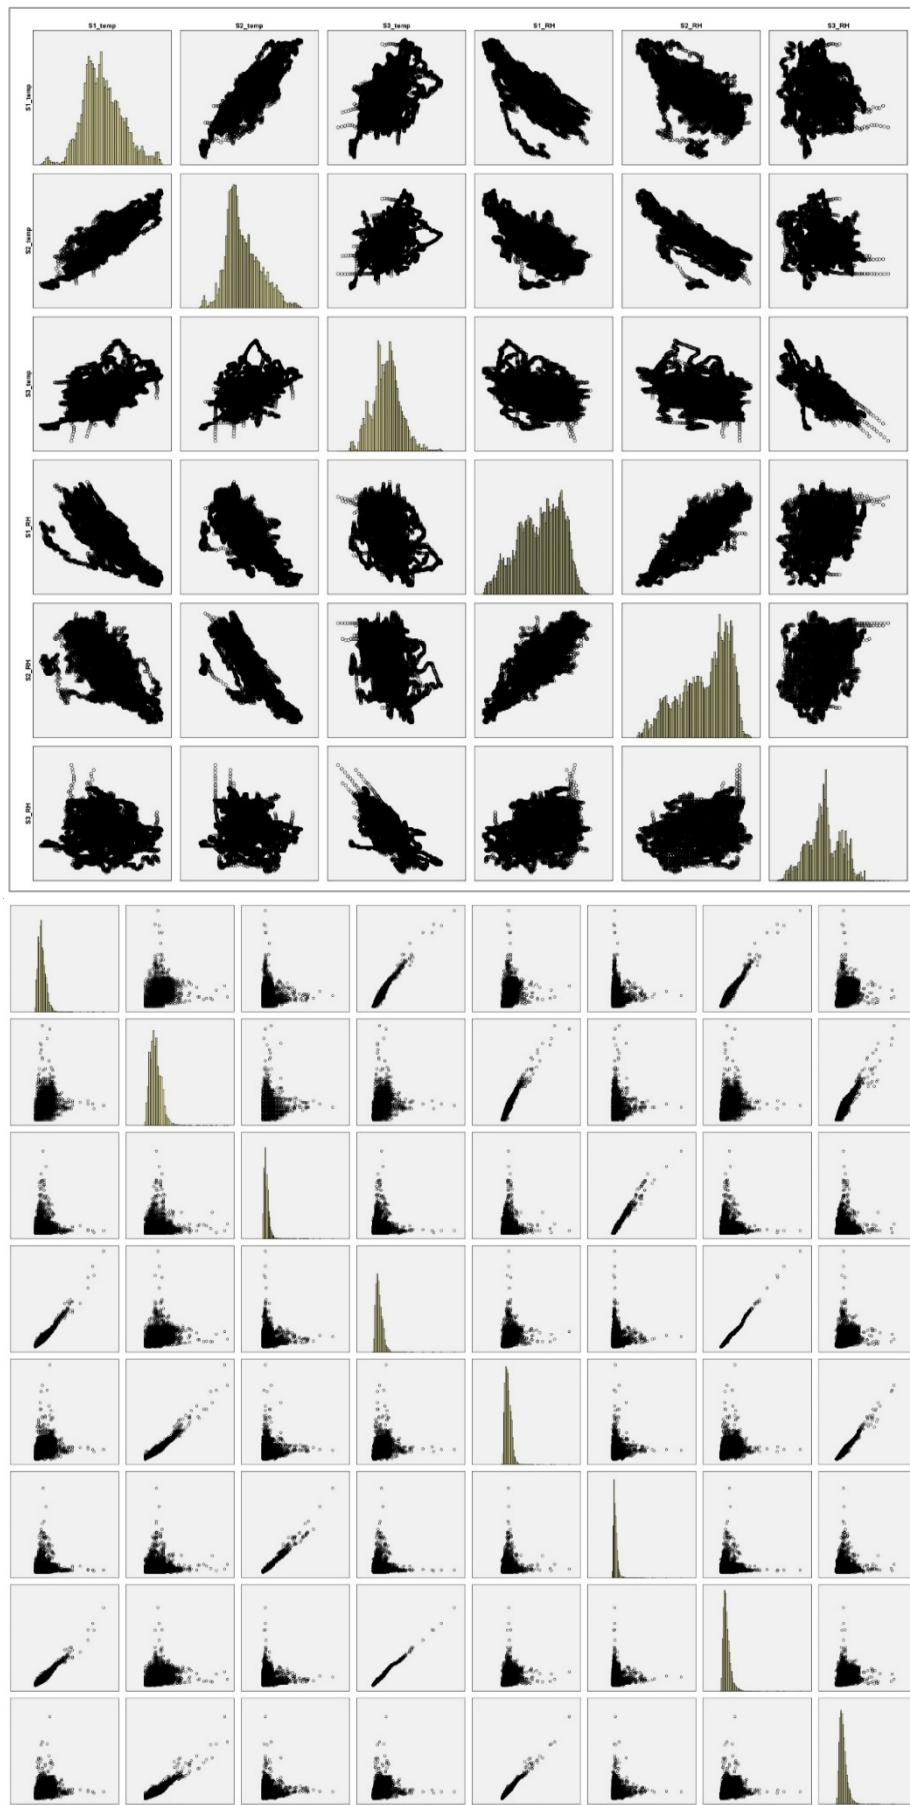 S1_temp S2_temp S3_temp S1_RH S2_RH S3_RH
S1_temp
S2_temp
S3_temp
S1_RH
S2_RH
S3_RH